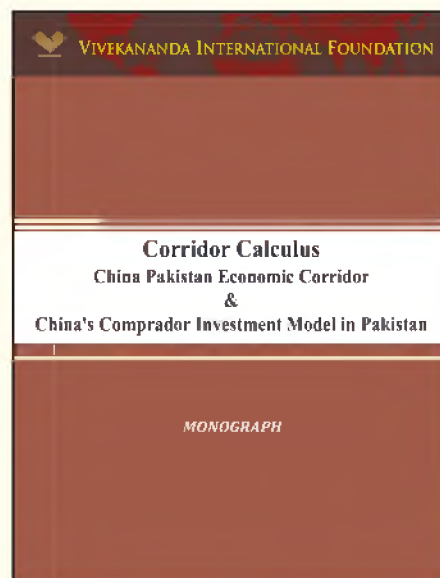 VIVEKANANDA INTERNATIONAL FOUNDATION
Corridor Calculus
China Pakistan Economic Corridor
&
China's Comprador Investment Model in Pakistan
MONOGRAPH